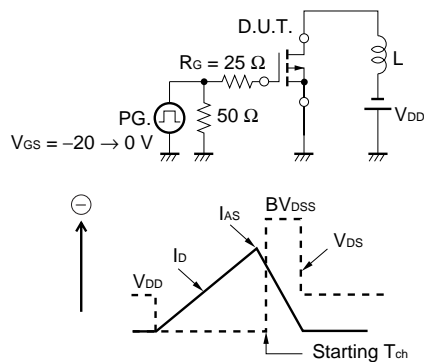 D.U.T.
RG = 25 Ω
L
PG.
50 Ω
VDD
VGS = −20 → 0 V
−
BVDSS
IAS
ID
VDS
VDD
Starting Tch